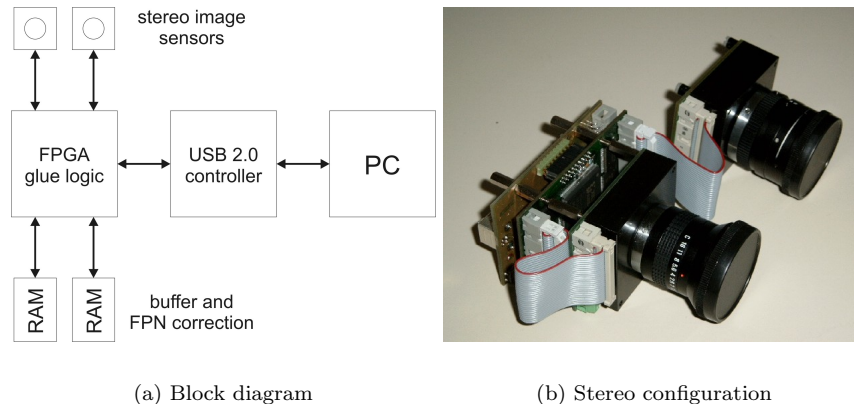 stereo image
sensors
FPGA
glue logic
USB 2.0
controller
PC
RAM
RAM
buffer and
FPN correction
(a) Block diagram
(b) Stereo configuration